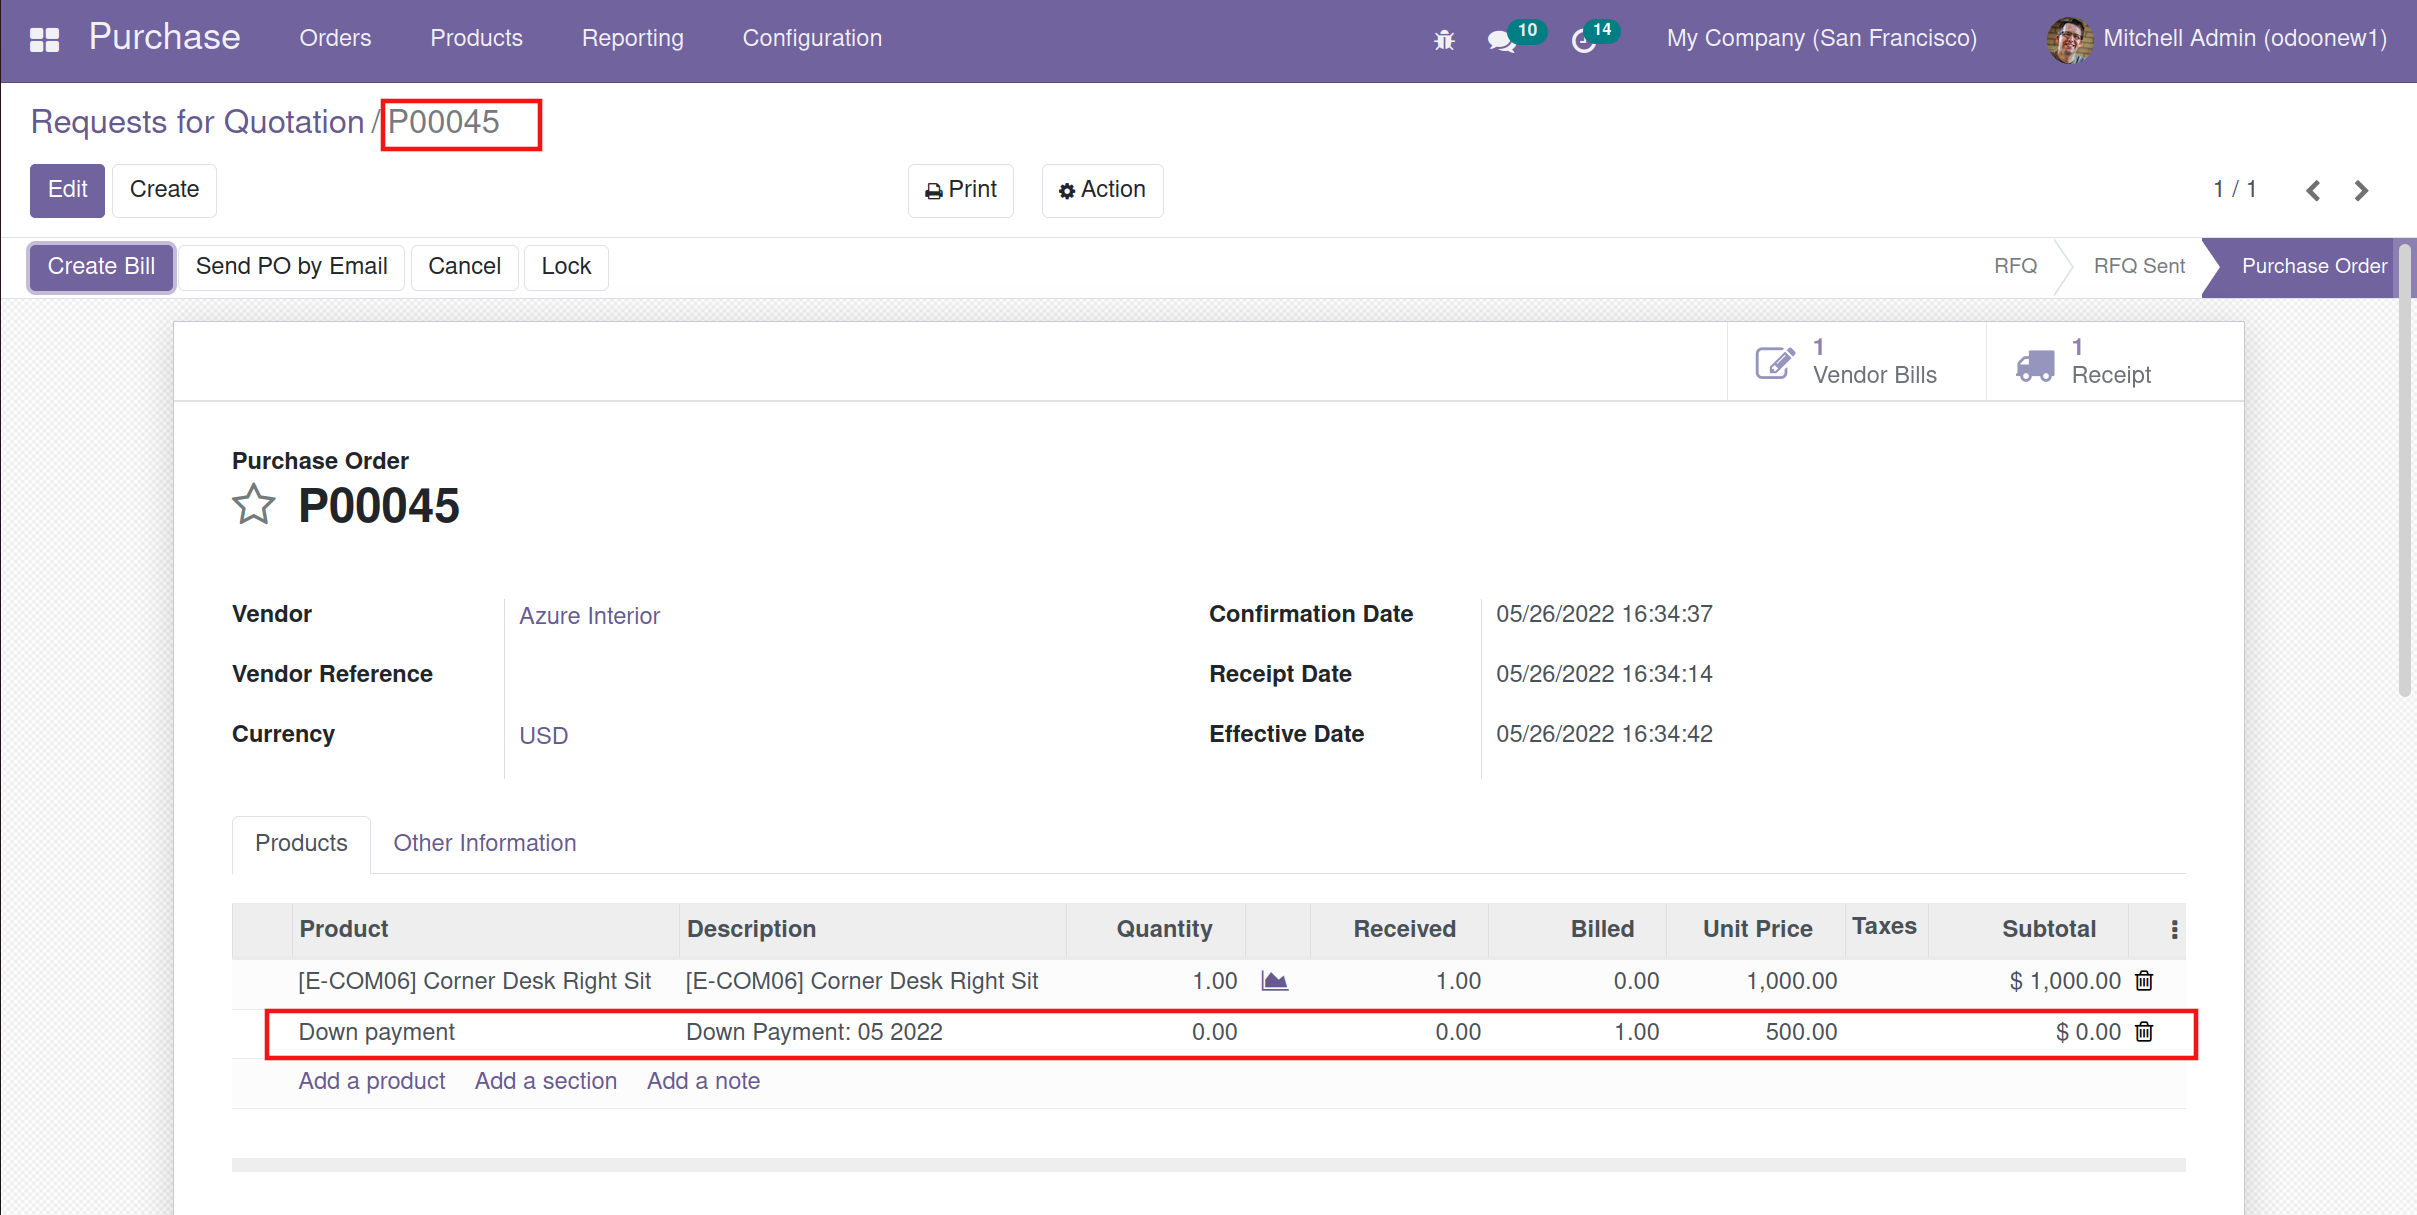 Purchase Orders Products Reporting Configuration 10 14 My Company (San Francisco) Mitchell Admin (odoonew1)
Requests for Quotation / P00045
Edit Create Print Action 1 / 1
Create Bill Send PO by Email Cancel Lock RFQ RFQ Sent Purchase Order
1
Vendor Bills
1
Receipt
Purchase Order
P00045
Vendor Azure Interior
Vendor Reference
Currency USD
Confirmation Date 05/26/2022 16:34:37
Receipt Date 05/26/2022 16:34:14
Effective Date 05/26/2022 16:34:42
Products Other Information
Product Description Quantity Received Billed Unit Price Taxes Subtotal
[E-COM06] Corner Desk Right Sit [E-COM06] Corner Desk Right Sit 1.00 1.00 0.00 1,000.00 $ 1,000.00
Down payment Down Payment: 05 2022 0.00 0.00 1.00 500.00 $ 0.00
Add a product Add a section Add a note